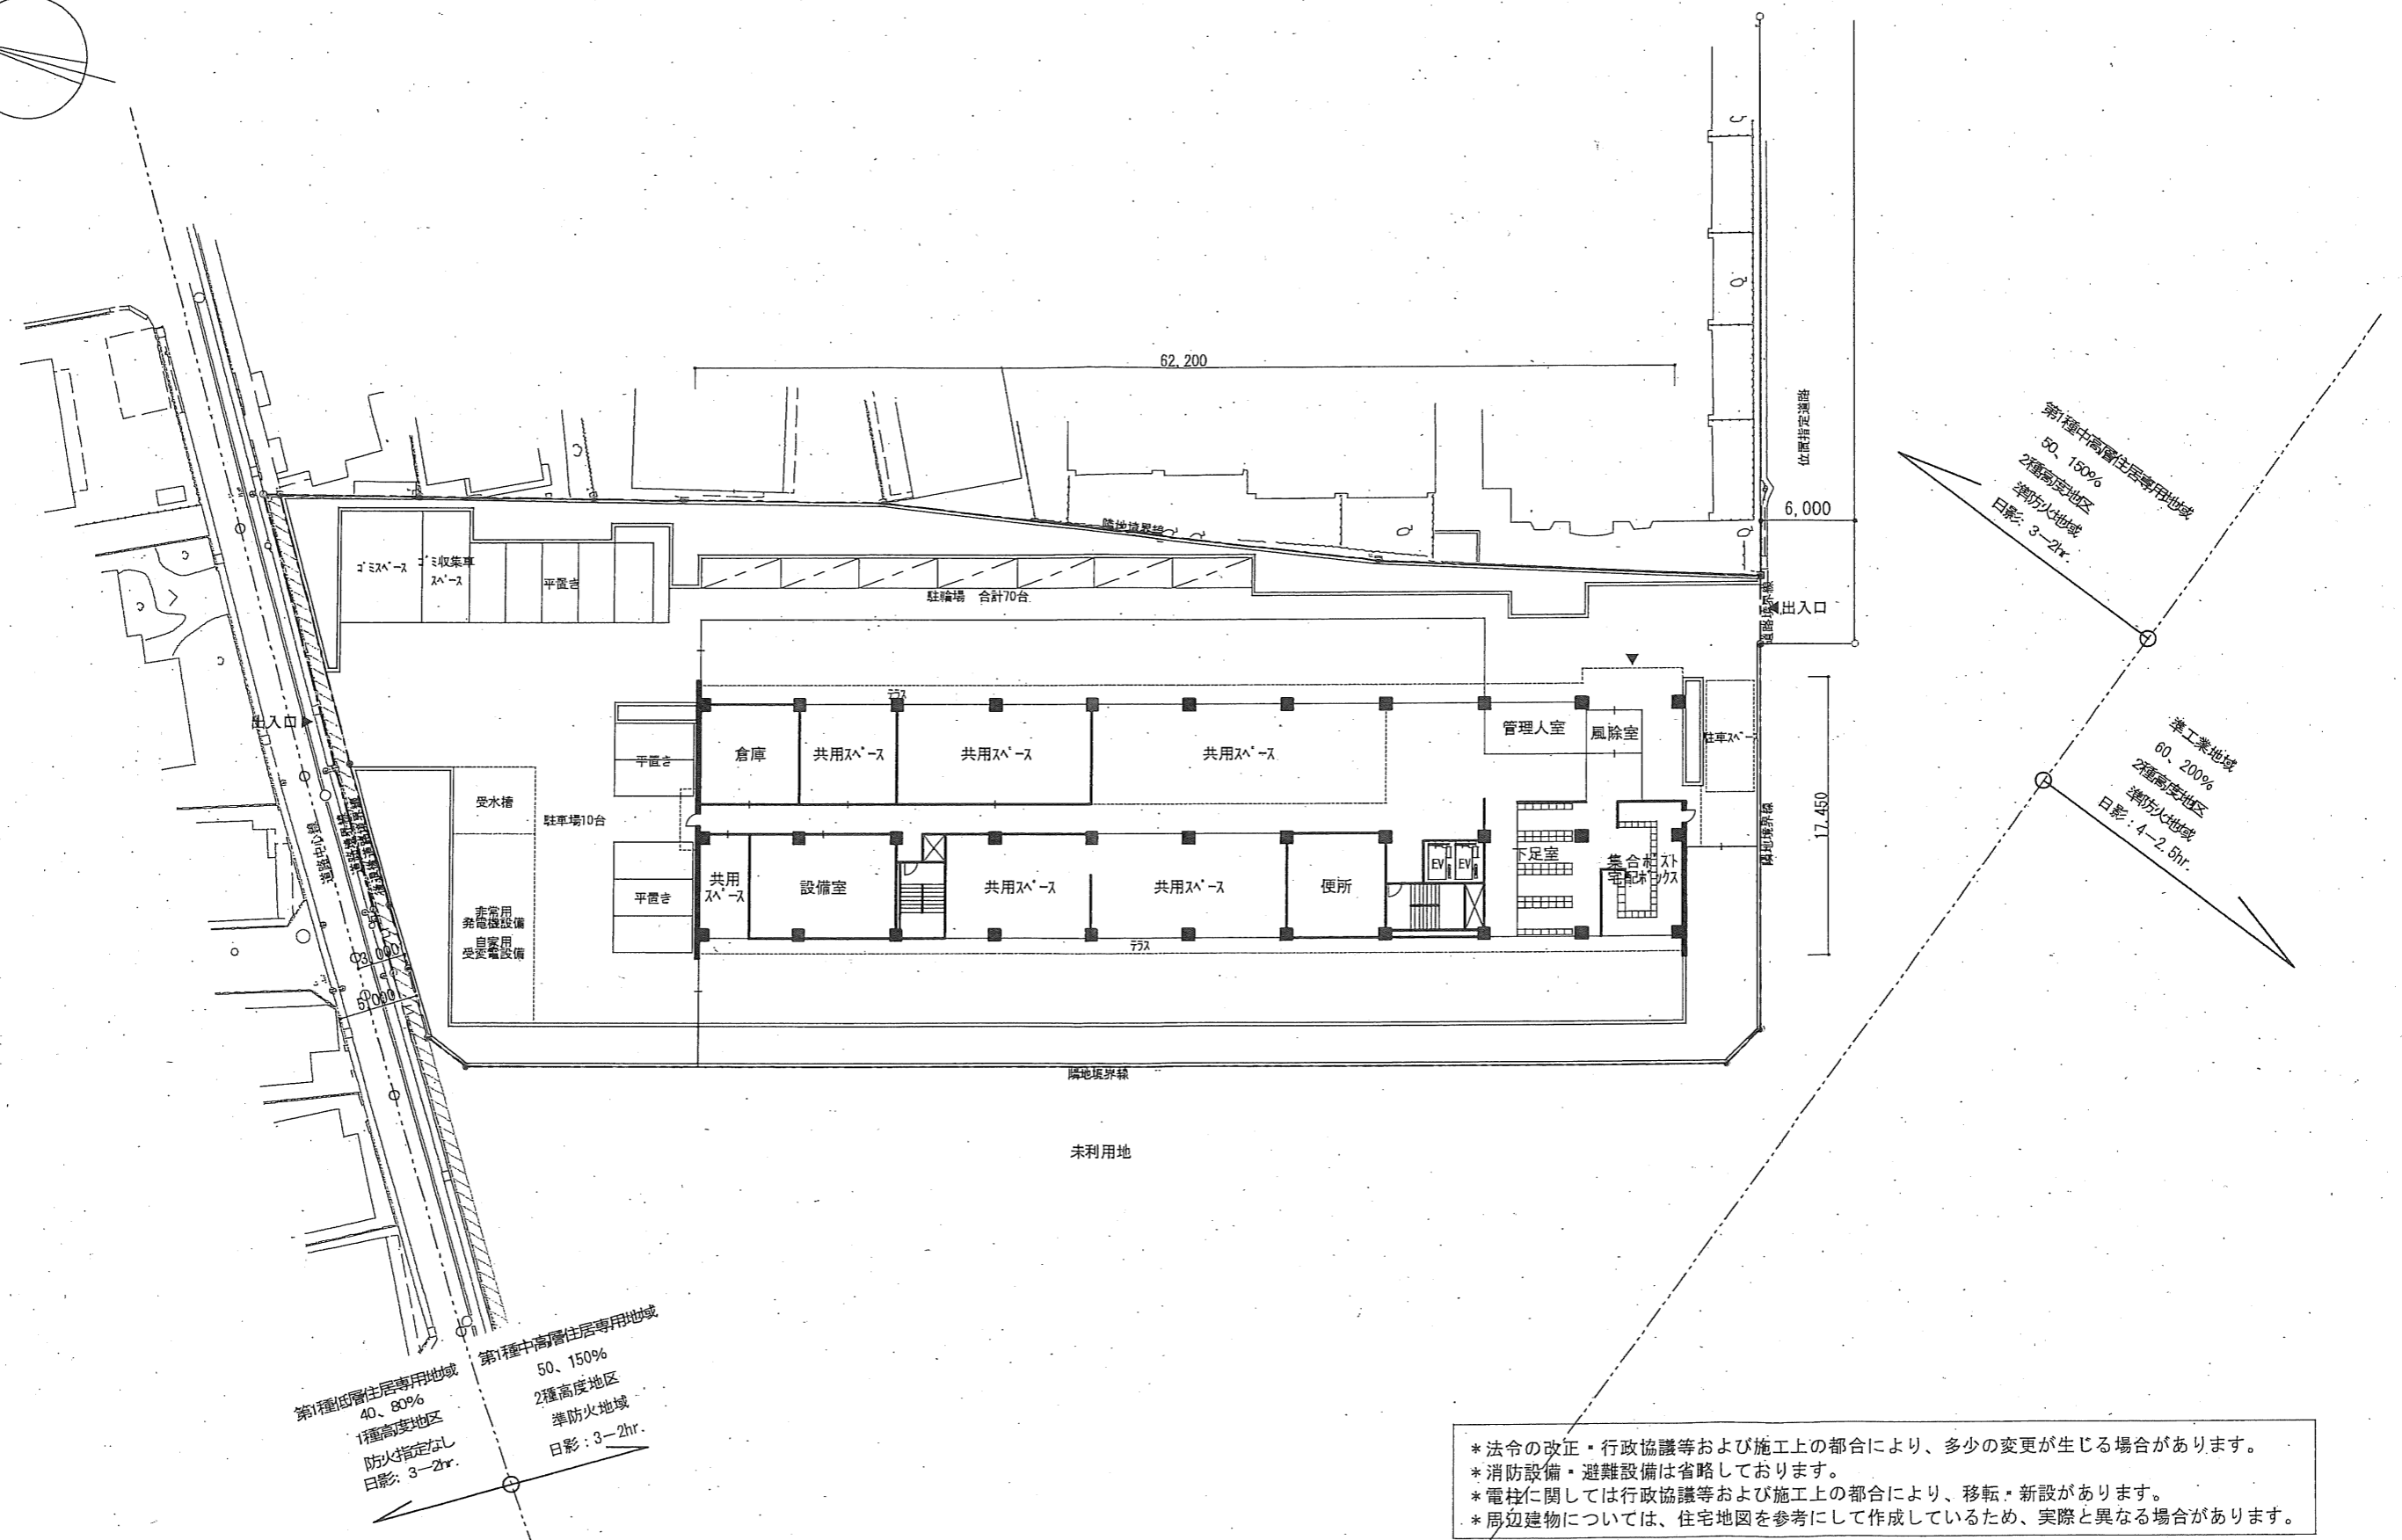 62,200
位置指定道路
6,000
第1種中高層住居専用地域
50、150%
2種高度地区
準防火地域
日影：3－2hr.
隣地境界線
ｺﾞﾐｽﾍﾟｰｽ
ｺﾞﾐ収集車
ｽﾍﾟｰｽ
平置き
駐輪場 合計70台
道路境界線
出入口
出入口
テラス
平置き
倉庫
共用ｽﾍﾟｰｽ
共用ｽﾍﾟｰｽ
共用ｽﾍﾟｰｽ
管理人室
風除室
駐車ｽﾍﾟｰ
準工業地域
60、200%
2種高度地区
準防火地域
日影：4－2.5hr.
受水槽
駐車場10台
17,450
隣地境界線
道路中心線
道路境界線
平置き
共用
ｽﾍﾟｰｽ
設備室
共用ｽﾍﾟｰｽ
共用ｽﾍﾟｰｽ
便所
EV
EV
下足室
集合ﾎﾟｽﾄ
宅配ﾎﾞｯｸｽ
非常用
発電機設備
自家用
受変電設備
テラス
3,000
5,000
隣地境界線
未利用地
第1種低層住居専用地域
40、80%
1種高度地区
防火指定なし
日影：3－2hr.
第1種中高層住居専用地域
50、150%
2種高度地区
準防火地域
日影：3－2hr.
＊法令の改正・行政協議等および施工上の都合により、多少の変更が生じる場合があります。
＊消防設備・避難設備は省略しております。
＊電柱に関しては行政協議等および施工上の都合により、移転・新設があります。
＊周辺建物については、住宅地図を参考にして作成しているため、実際と異なる場合があります。